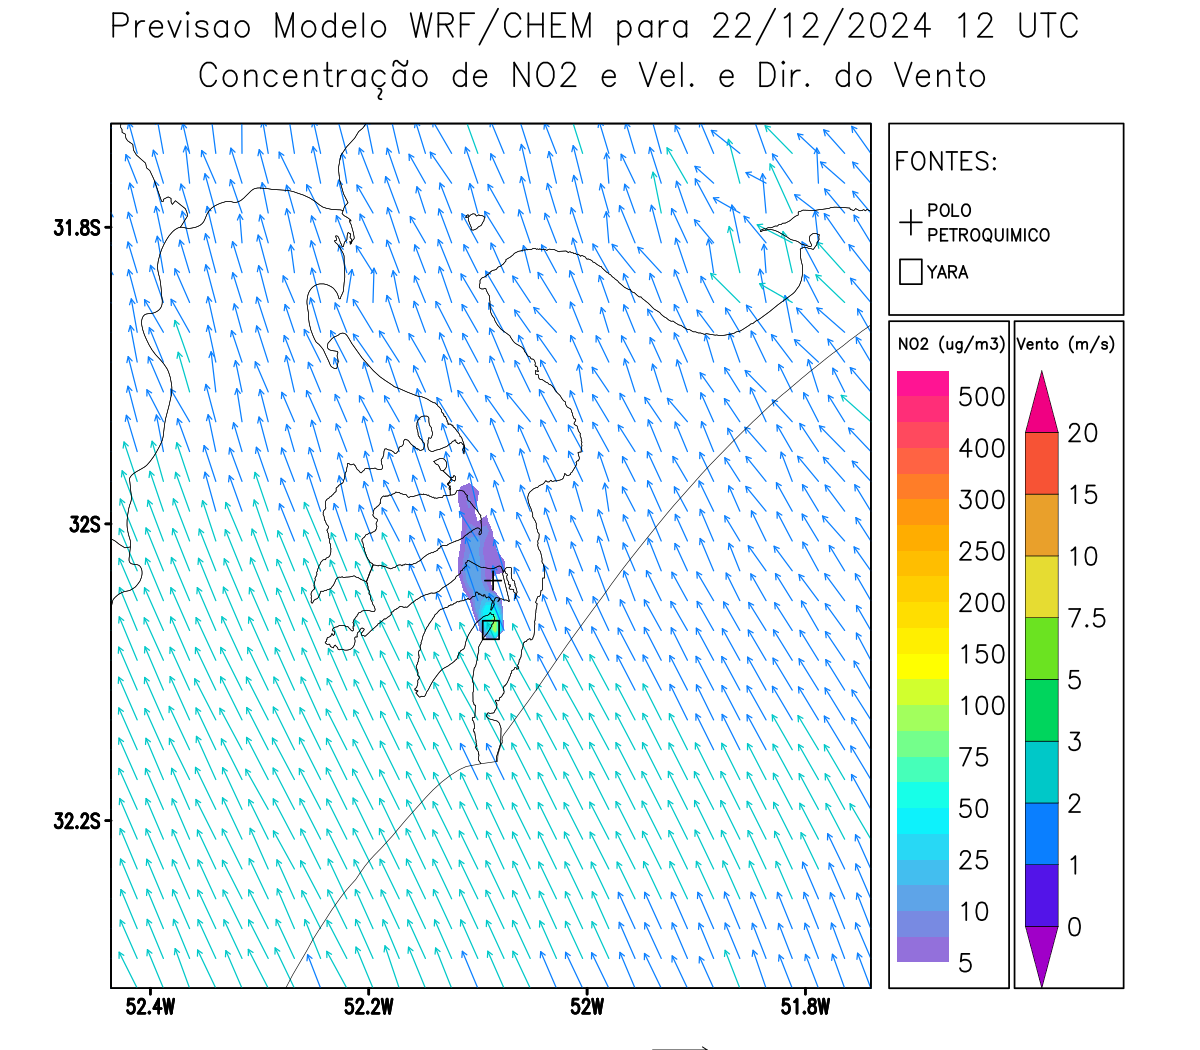 Previsao Modelo WRF/CHEM para 22/12/2024 12 UTC
Concentração de NO2 e Vel. e Dir. do Vento
FONTES:
POLO
PETROQUIMICO
YARA
31.8S
32S
32.2S
52.4W
52.2W
52W
51.8W
NO2 (ug/m3)
500
400
300
250
200
150
100
75
50
25
10
5
Vento (m/s)
20
15
10
7.5
5
3
2
1
0